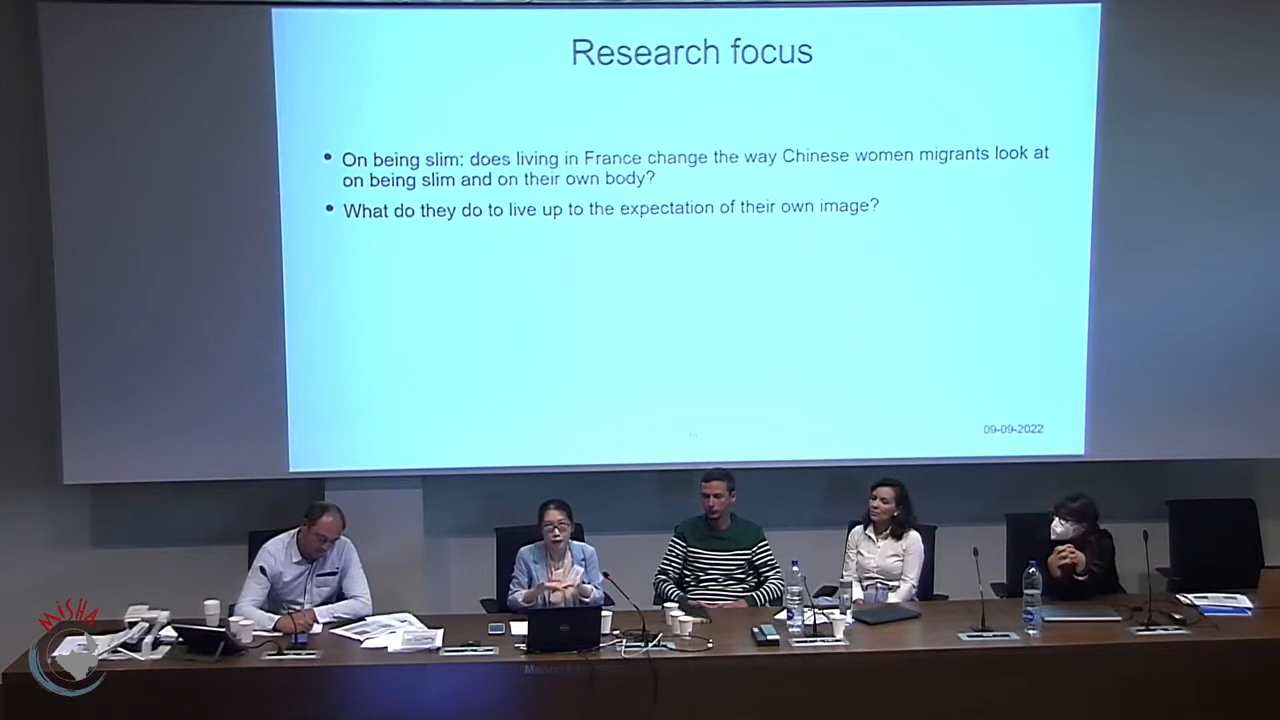 Research focus
• On being slim: does living in France change the way Chinese women migrants look at
on being slim and on their own body?
• What do they do to live up to the expectation of their own image?
09-09-2022
MiSHA